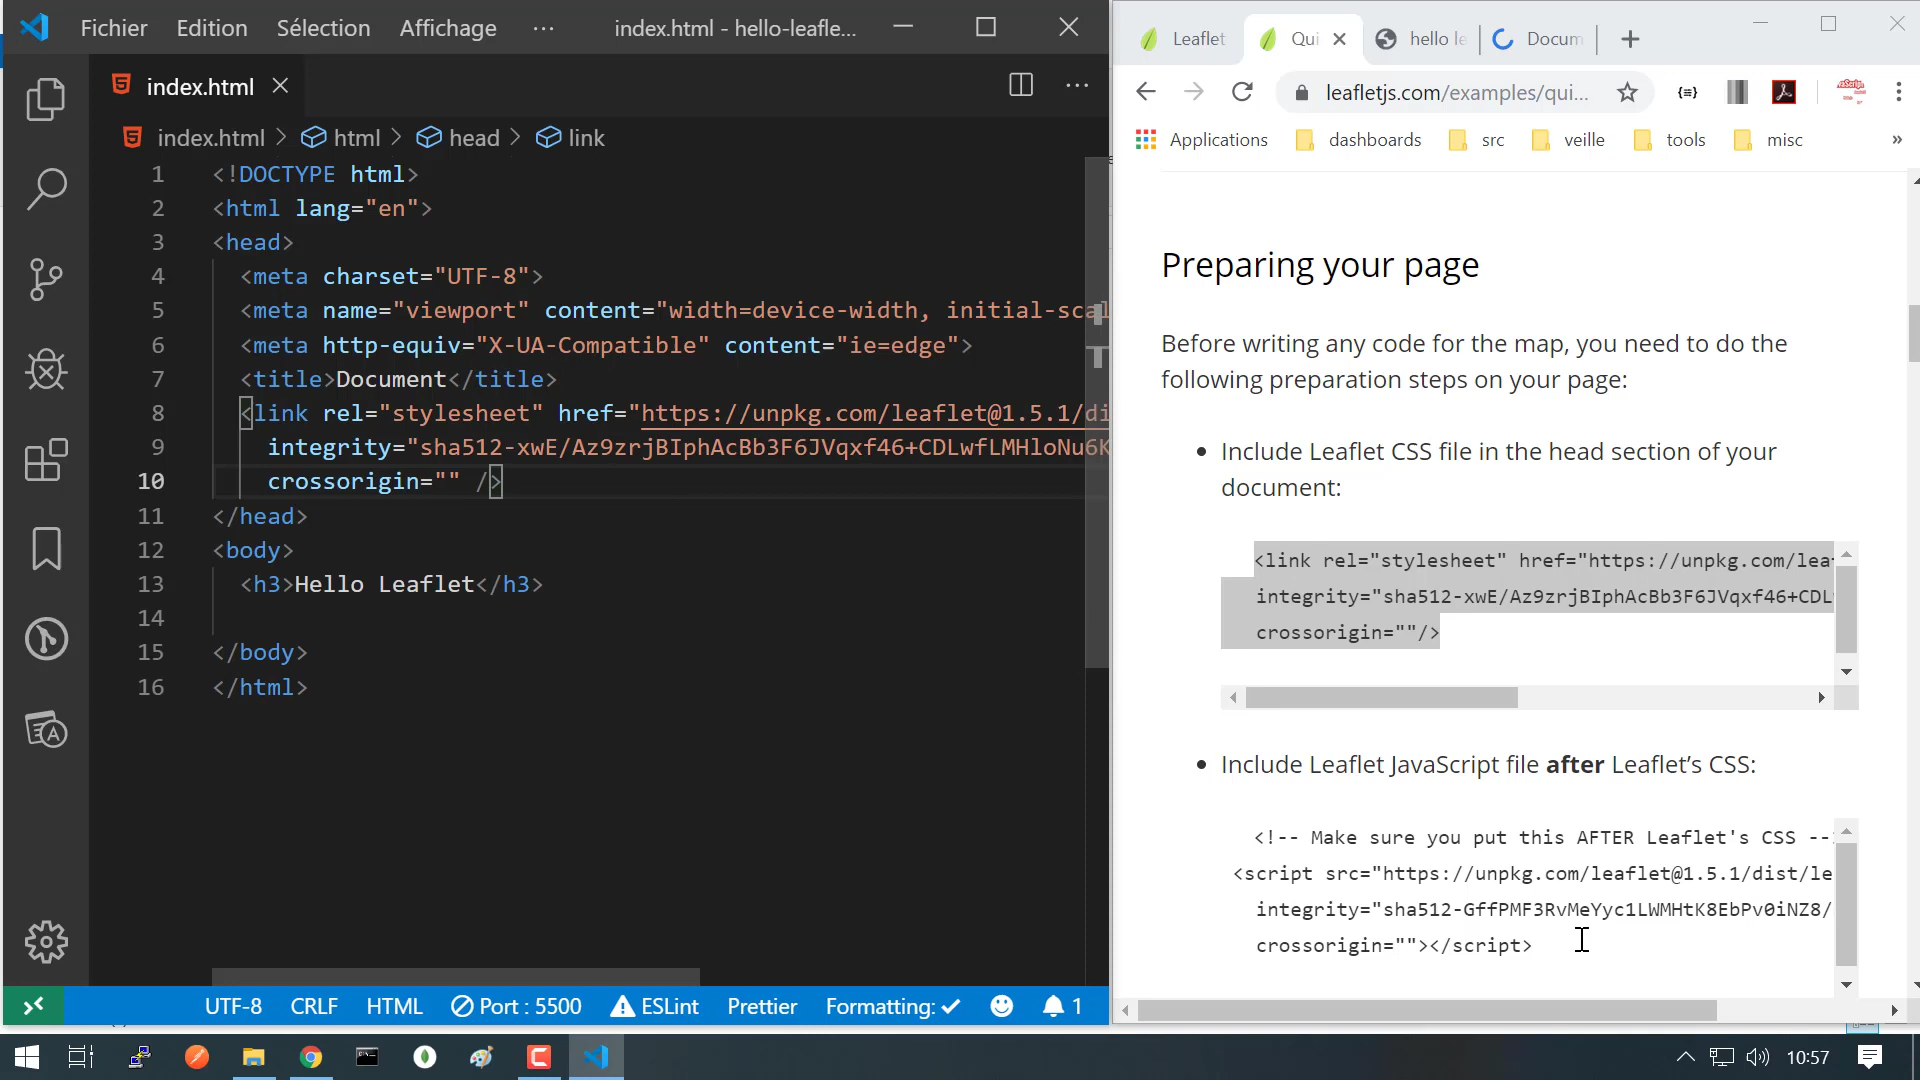 Fichier Edition Sélection Affichage ··· index.html - hello-leafle...
index.html
index.html > html > head > link
1 <!DOCTYPE html>
2 <html lang="en">
3 <head>
4 <meta charset="UTF-8">
5 <meta name="viewport" content="width=device-width, initial-scal
6 <meta http-equiv="X-UA-Compatible" content="ie=edge">
7 <title>Document</title>
8 <link rel="stylesheet" href="https://unpkg.com/leaflet@1.5.1/di
9 integrity="sha512-xwE/Az9zrjBIphAcBb3F6JVqxf46+CDLwfLMHloNu6K
10 crossorigin="" />
11 </head>
12 <body>
13 <h3>Hello Leaflet</h3>
14
15 </body>
16 </html>
UTF-8 CRLF HTML Port : 5500 ESLint Prettier Formatting: 1
Leaflet Qui hello le Docum
leafletjs.com/examples/qui...
Applications dashboards src veille tools misc »
Preparing your page
Before writing any code for the map, you need to do the
following preparation steps on your page:
• Include Leaflet CSS file in the head section of your
document:
<link rel="stylesheet" href="https://unpkg.com/lea
integrity="sha512-xwE/Az9zrjBIphAcBb3F6JVqxf46+CDL
crossorigin=""/>
• Include Leaflet JavaScript file after Leaflet’s CSS:
<!-- Make sure you put this AFTER Leaflet's CSS --
<script src="https://unpkg.com/leaflet@1.5.1/dist/le
integrity="sha512-GffPMF3RvMeYyc1LWMHtK8EbPv0iNZ8/
crossorigin=""></script>
10:57